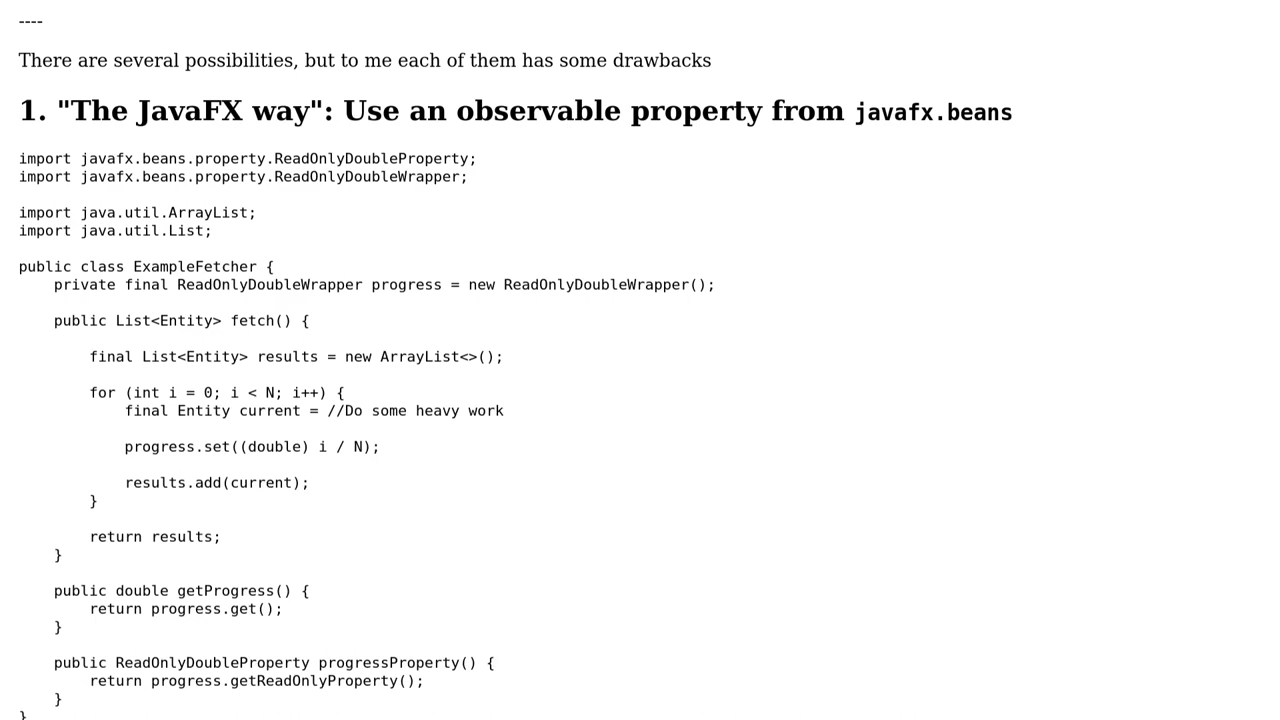 ----
There are several possibilities, but to me each of them has some drawbacks
1. "The JavaFX way": Use an observable property from javafx.beans
import javafx.beans.property.ReadOnlyDoubleProperty;
import javafx.beans.property.ReadOnlyDoubleWrapper;
import java.util.ArrayList;
import java.util.List;
public class ExampleFetcher {
    private final ReadOnlyDoubleWrapper progress = new ReadOnlyDoubleWrapper();
    public List<Entity> fetch() {
        final List<Entity> results = new ArrayList<>();
        for (int i = 0; i < N; i++) {
            final Entity current = //Do some heavy work
            progress.set((double) i / N);
            results.add(current);
        }
        return results;
    }
    public double getProgress() {
        return progress.get();
    }
    public ReadOnlyDoubleProperty progressProperty() {
        return progress.getReadOnlyProperty();
    }
}